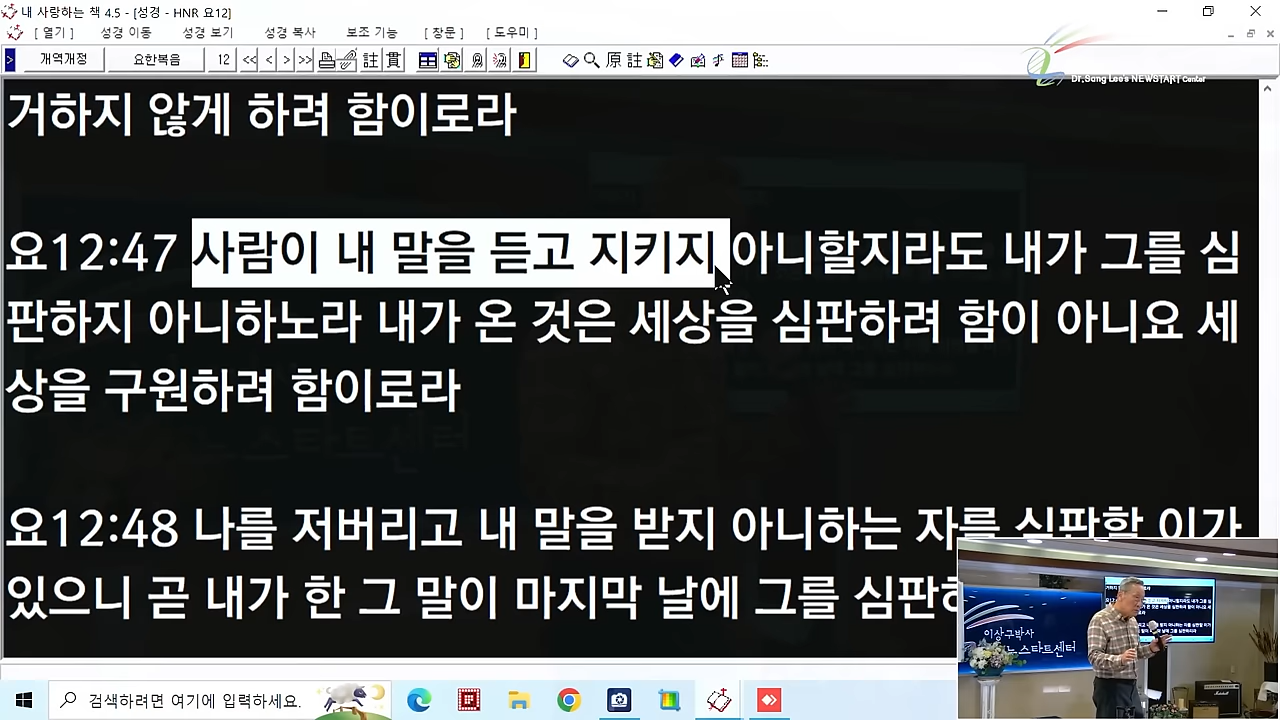 내 사랑하는 책 4.5 - [성경 - HNR 요12]
[ 열기 ] 성경 이동 성경 보기 성경 복사 보조 기능 [ 창문 ] [ 도우미 ]
> 개역개정 요한복음 12 << < > >> 註 貫 原 註
Dr.Sang Lee's NEWSTART Center
거하지 않게 하려 함이로라
요12:47 사람이 내 말을 듣고 지키지 아니할지라도 내가 그를 심
판하지 아니하노라 내가 온 것은 세상을 심판하려 함이 아니요 세
상을 구원하려 함이로라
요12:48 나를 저버리고 내 말을 받지 아니하는 자를 심판할 이가
있으니 곧 내가 한 그 말이 마지막 날에 그를 심판하
이상구박사
뉴스타트센터
검색하려면 여기에 입력하세요.